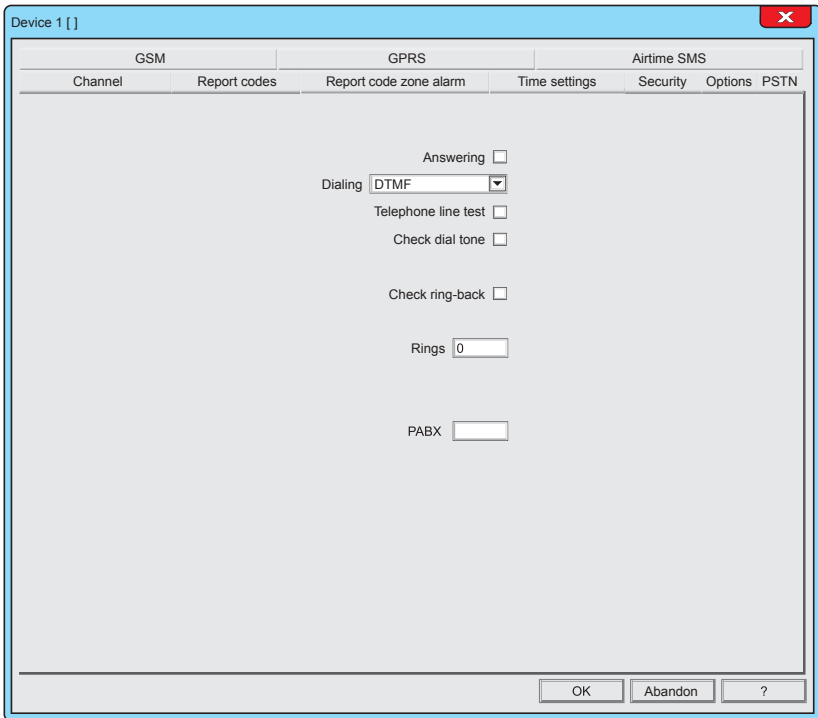 Device 1 [ ]
GSM GPRS Airtime SMS
Channel Report codes Report code zone alarm Time settings Security Options PSTN
Answering
Dialing DTMF
Telephone line test
Check dial tone
Check ring-back
Rings 0
PABX
OK Abandon ?